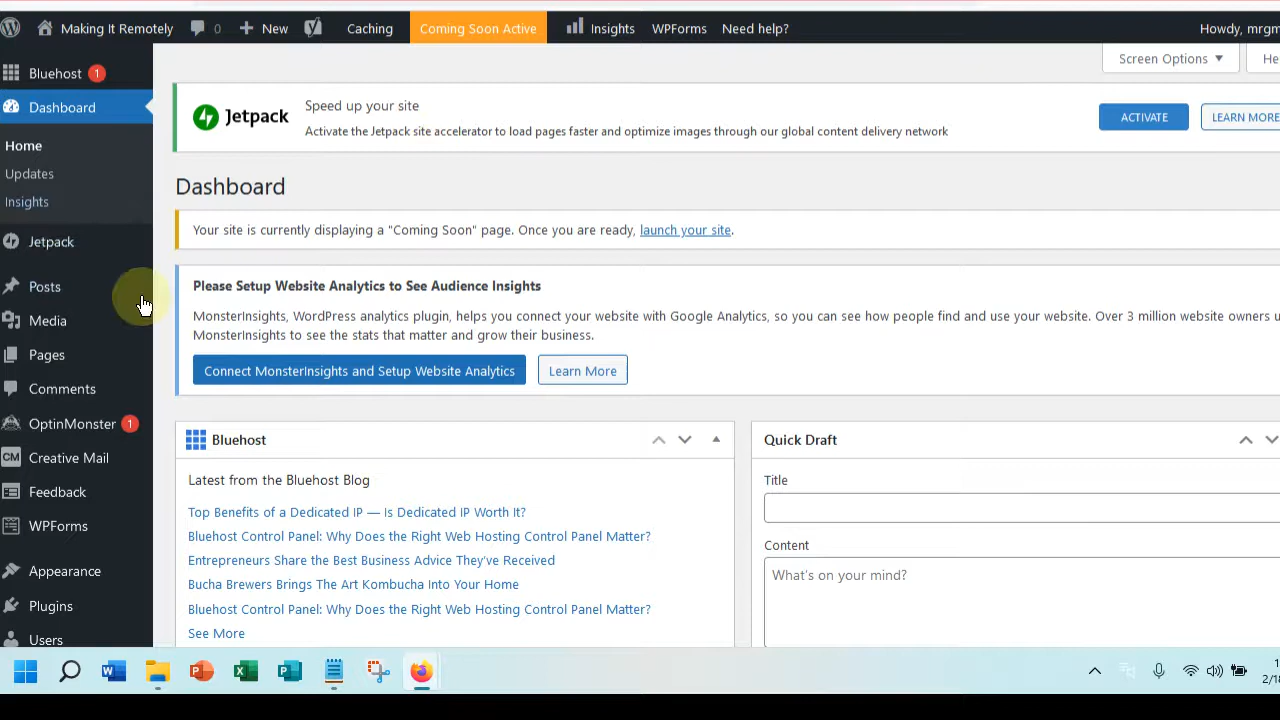 Making It Remotely 0 New Caching Coming Soon Active Insights WPForms Need help? Howdy, mrgm
Bluehost 1
Dashboard
Home
Updates
Insights
Jetpack
Posts
Media
Pages
Comments
OptinMonster 1
CM Creative Mail
Feedback
WPForms
Appearance
Plugins
Users
Screen Options He
Jetpack
Speed up your site
Activate the Jetpack site accelerator to load pages faster and optimize images through our global content delivery network
ACTIVATE LEARN MORE
Dashboard
Your site is currently displaying a "Coming Soon" page. Once you are ready, launch your site.
Please Setup Website Analytics to See Audience Insights
MonsterInsights, WordPress analytics plugin, helps you connect your website with Google Analytics, so you can see how people find and use your website. Over 3 million website owners u
MonsterInsights to see the stats that matter and grow their business.
Connect MonsterInsights and Setup Website Analytics Learn More
Bluehost
Latest from the Bluehost Blog
Top Benefits of a Dedicated IP — Is Dedicated IP Worth It?
Bluehost Control Panel: Why Does the Right Web Hosting Control Panel Matter?
Entrepreneurs Share the Best Business Advice They've Received
Bucha Brewers Brings The Art Kombucha Into Your Home
Bluehost Control Panel: Why Does the Right Web Hosting Control Panel Matter?
See More
Quick Draft
Title
Content
What's on your mind?
1
2/18